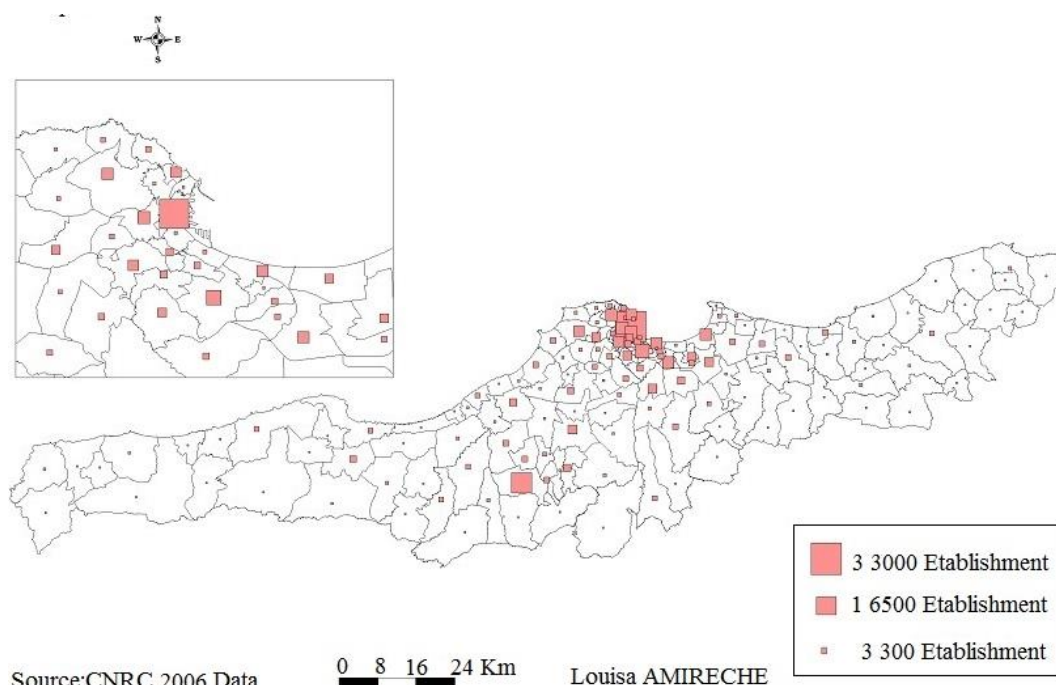 N
W E
S
3 3000 Etablishment
1 6500 Etablishment
3 300 Etablishment
Source:CNRC 2006 Data
0 8 16 24 Km
Louisa AMIRECHE